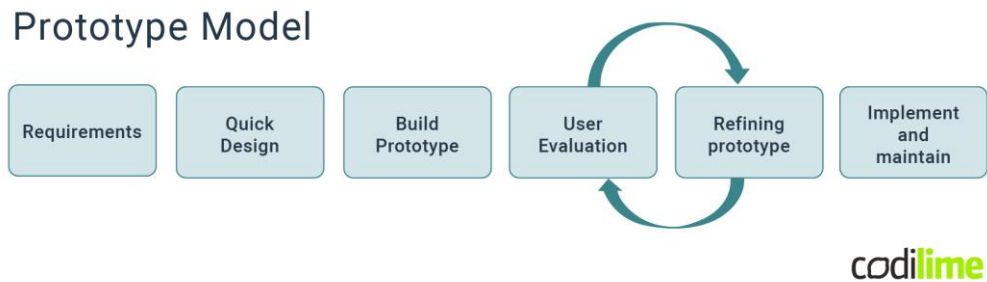 Prototype Model
Requirements
Quick
Design
Build
Prototype
User
Evaluation
Refining
prototype
Implement
and
maintain
codilime